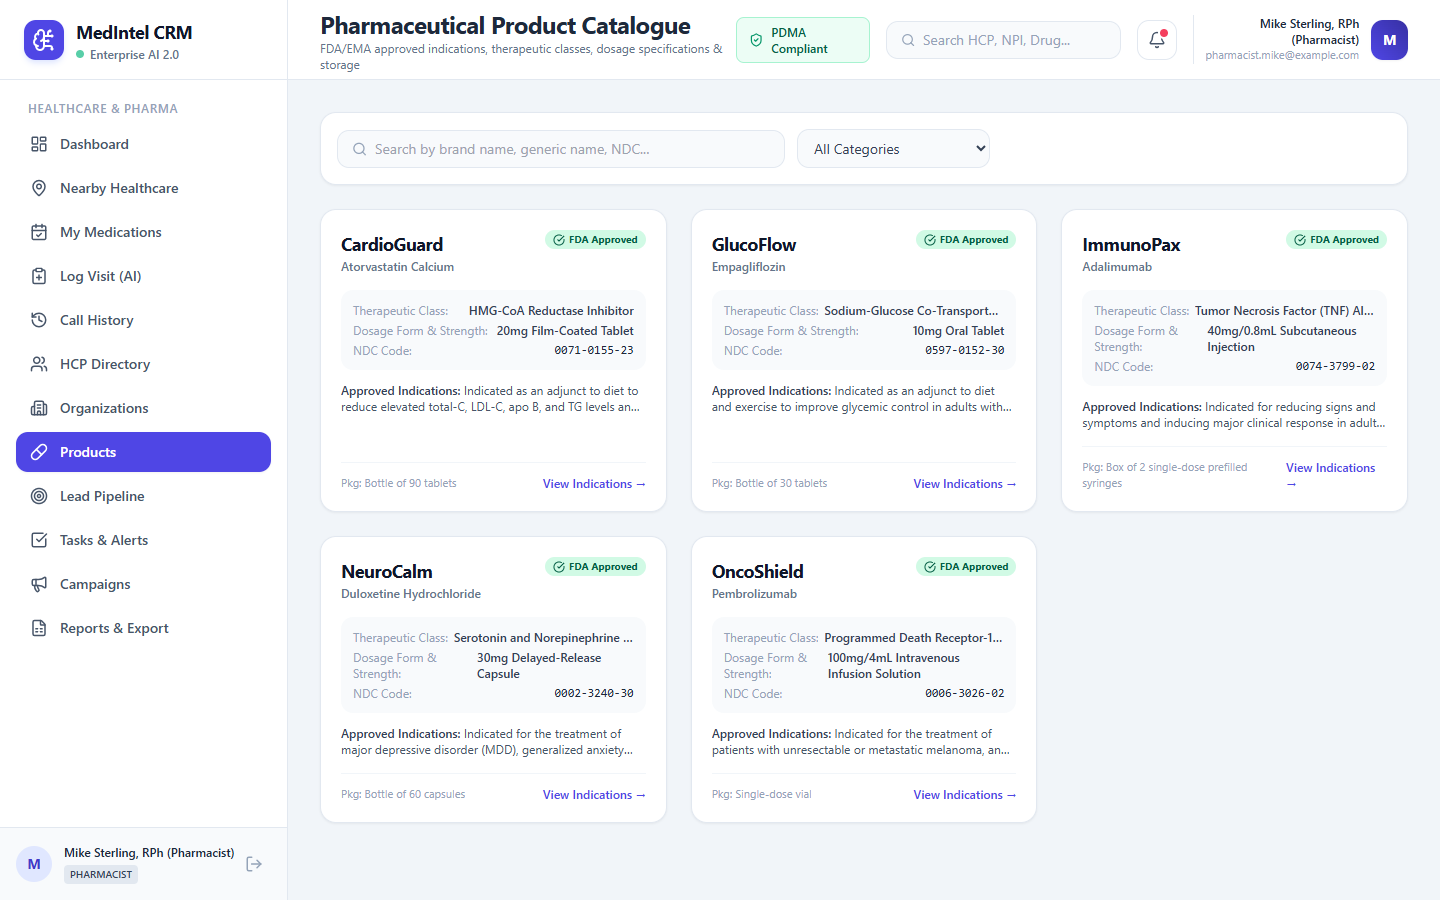 MedIntel CRM
Enterprise AI 2.0
HEALTHCARE & PHARMA
Dashboard
Nearby Healthcare
My Medications
Log Visit (AI)
Call History
HCP Directory
Organizations
Products
Lead Pipeline
Tasks & Alerts
Campaigns
Reports & Export
M
Mike Sterling, RPh (Pharmacist)
PHARMACIST
Pharmaceutical Product Catalogue
FDA/EMA approved indications, therapeutic classes, dosage specifications &
storage
PDMA
Compliant
Search HCP, NPI, Drug...
Mike Sterling, RPh
(Pharmacist)
pharmacist.mike@example.com
M
Search by brand name, generic name, NDC...
All Categories
CardioGuard
FDA Approved
Atorvastatin Calcium
Therapeutic Class: HMG-CoA Reductase Inhibitor
Dosage Form & Strength: 20mg Film-Coated Tablet
NDC Code: 0071-0155-23
Approved Indications: Indicated as an adjunct to diet to
reduce elevated total-C, LDL-C, apo B, and TG levels an...
Pkg: Bottle of 90 tablets
View Indications →
GlucoFlow
FDA Approved
Empagliflozin
Therapeutic Class: Sodium-Glucose Co-Transport...
Dosage Form & Strength: 10mg Oral Tablet
NDC Code: 0597-0152-30
Approved Indications: Indicated as an adjunct to diet
and exercise to improve glycemic control in adults with...
Pkg: Bottle of 30 tablets
View Indications →
ImmunoPax
FDA Approved
Adalimumab
Therapeutic Class: Tumor Necrosis Factor (TNF) Al...
Dosage Form & 40mg/0.8mL Subcutaneous
Strength: Injection
NDC Code: 0074-3799-02
Approved Indications: Indicated for reducing signs and
symptoms and inducing major clinical response in adult...
Pkg: Box of 2 single-dose prefilled
syringes
View Indications
→
NeuroCalm
FDA Approved
Duloxetine Hydrochloride
Therapeutic Class: Serotonin and Norepinephrine ...
Dosage Form & 30mg Delayed-Release
Strength: Capsule
NDC Code: 0002-3240-30
Approved Indications: Indicated for the treatment of
major depressive disorder (MDD), generalized anxiety...
Pkg: Bottle of 60 capsules
View Indications →
OncoShield
FDA Approved
Pembrolizumab
Therapeutic Class: Programmed Death Receptor-1...
Dosage Form & 100mg/4mL Intravenous
Strength: Infusion Solution
NDC Code: 0006-3026-02
Approved Indications: Indicated for the treatment of
patients with unresectable or metastatic melanoma, an...
Pkg: Single-dose vial
View Indications →